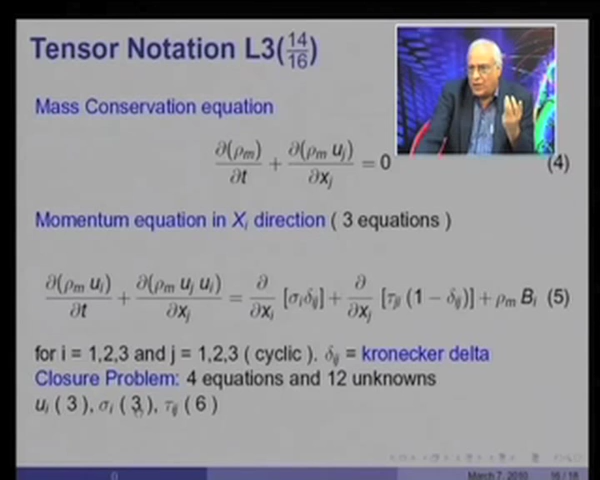 Tensor Notation L3(14/16)
Mass Conservation equation
∂(ρm)/∂t + ∂(ρm uj)/∂xj = 0 (4)
Momentum equation in Xi direction ( 3 equations )
∂(ρm ui)/∂t + ∂(ρm uj ui)/∂xj = ∂/∂xi [σiδij] + ∂/∂xj [τji (1 − δij)] + ρm Bi (5)
for i = 1,2,3 and j = 1,2,3 ( cyclic ). δij = kronecker delta
Closure Problem: 4 equations and 12 unknowns
ui ( 3 ), σi ( 3 ), τij ( 6 )
March 7, 2010 16 / 18